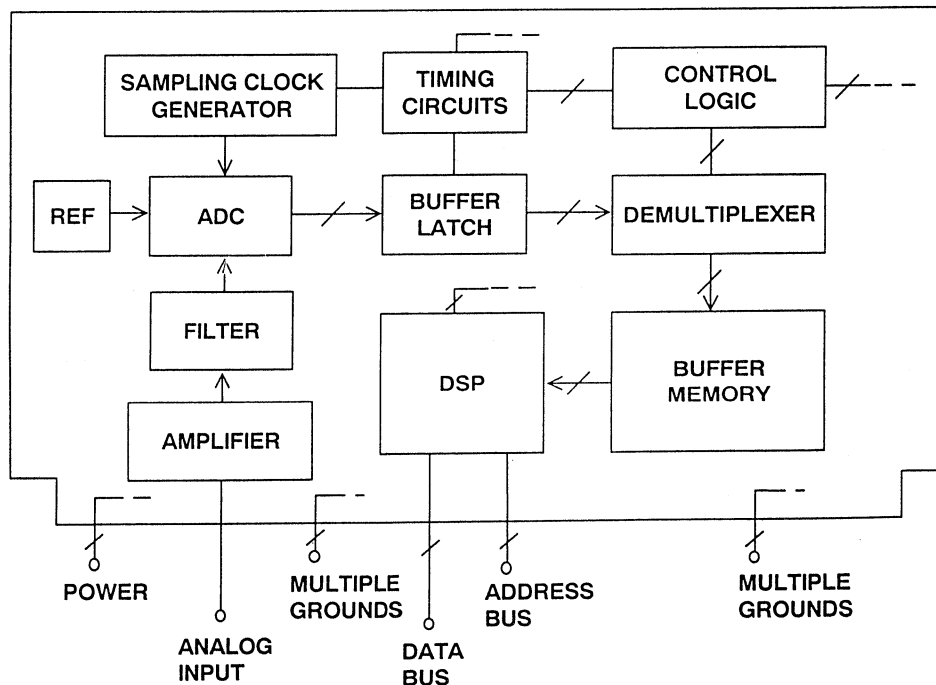 SAMPLING CLOCK
GENERATOR
TIMING
CIRCUITS
CONTROL
LOGIC
REF
ADC
BUFFER
LATCH
DEMULTIPLEXER
FILTER
DSP
BUFFER
MEMORY
AMPLIFIER
POWER
ANALOG
INPUT
MULTIPLE
GROUNDS
DATA
BUS
ADDRESS
BUS
MULTIPLE
GROUNDS